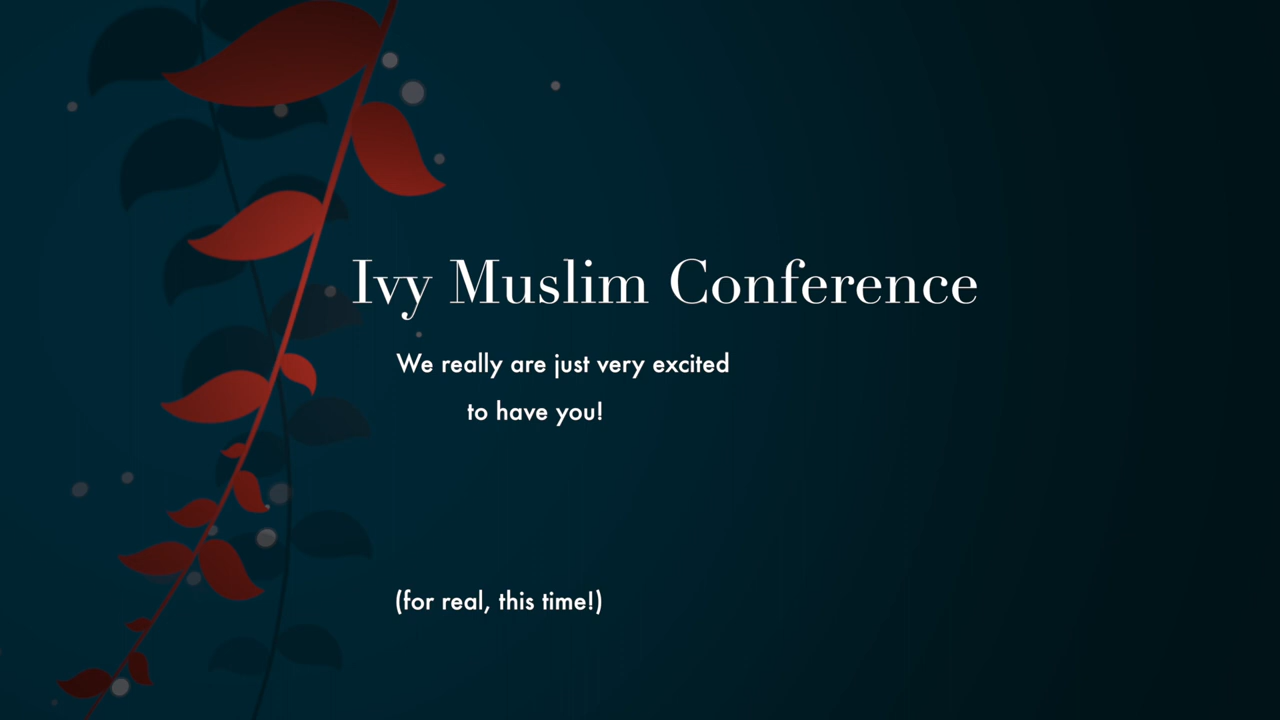 Ivy Muslim Conference
We really are just very excited
to have you!
(for real, this time!)